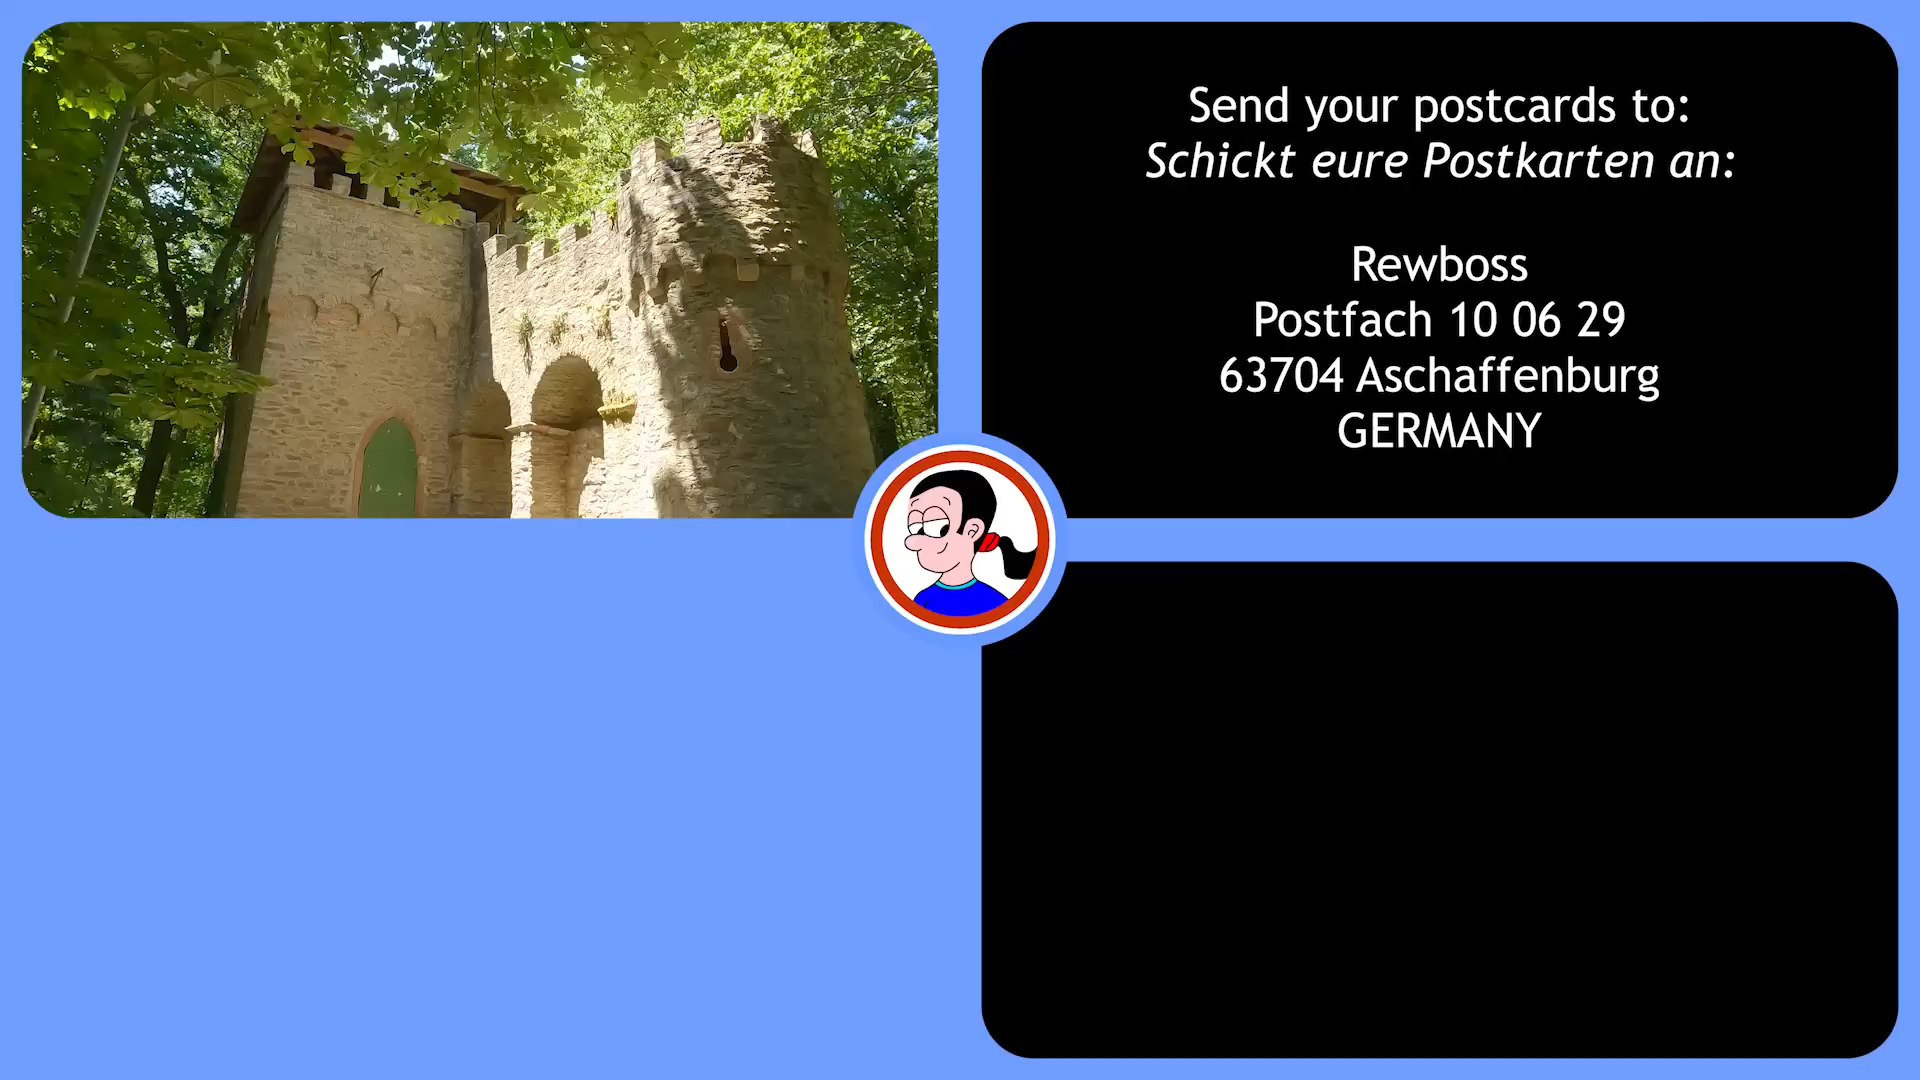 Send your postcards to:
Schickt eure Postkarten an:
Rewboss
Postfach 10 06 29
63704 Aschaffenburg
GERMANY